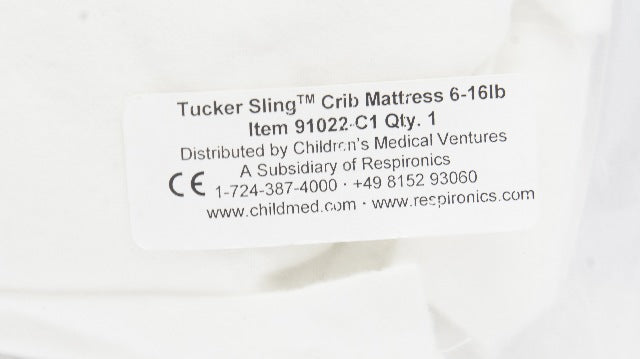 Tucker Sling™ Crib Mattress 6-16lb
Item 91022-C1 Qty. 1
Distributed by Children's Medical Ventures
A Subsidiary of Respironics
CE 1-724-387-4000 · +49 8152 93060
www.childmed.com · www.respironics.com